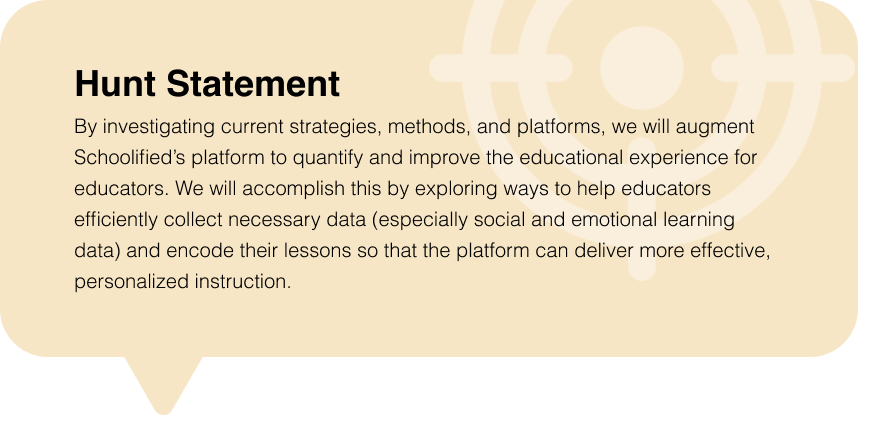 Hunt Statement
By investigating current strategies, methods, and platforms, we will augment
Schoolified’s platform to quantify and improve the educational experience for
educators. We will accomplish this by exploring ways to help educators
efficiently collect necessary data (especially social and emotional learning
data) and encode their lessons so that the platform can deliver more effective,
personalized instruction.